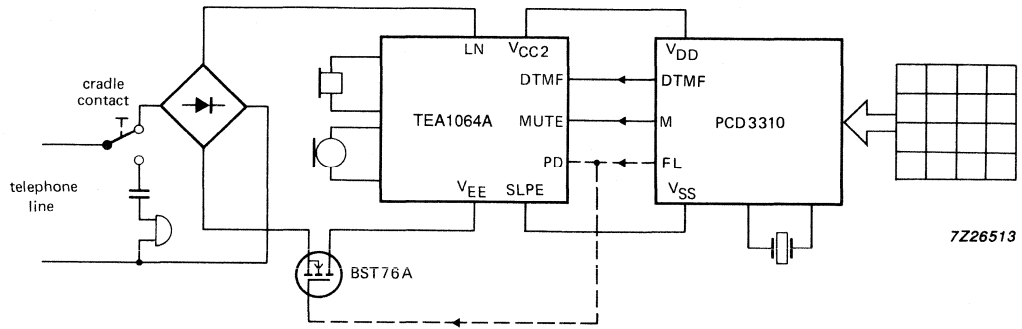 cradle
contact
telephone
line
LN
VCC2
DTMF
TEA1064A
MUTE
PD
VEE
SLPE
VDD
DTMF
M
PCD3310
FL
VSS
BST76A
7Z26513